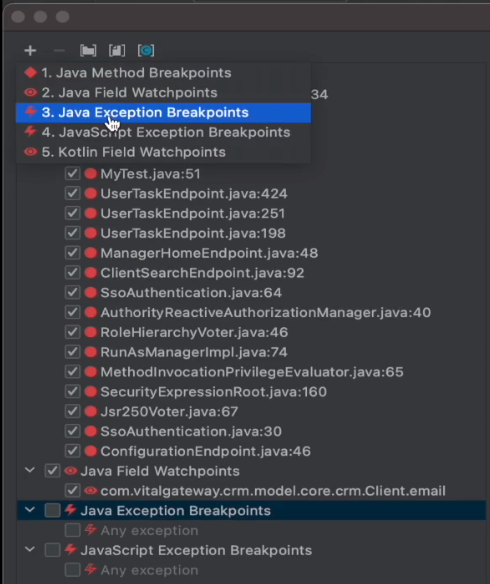 1. Java Method Breakpoints
2. Java Field Watchpoints
34
3. Java Exception Breakpoints
4. JavaScript Exception Breakpoints
5. Kotlin Field Watchpoints
MyTest.java:51
UserTaskEndpoint.java:424
UserTaskEndpoint.java:251
UserTaskEndpoint.java:198
ManagerHomeEndpoint.java:48
ClientSearchEndpoint.java:92
SsoAuthentication.java:64
AuthorityReactiveAuthorizationManager.java:40
RoleHierarchyVoter.java:46
RunAsManagerImpl.java:74
MethodInvocationPrivilegeEvaluator.java:65
SecurityExpressionRoot.java:160
Jsr250Voter.java:67
SsoAuthentication.java:30
ConfigurationEndpoint.java:46
Java Field Watchpoints
com.vitalgateway.crm.model.core.crm.Client.email
Java Exception Breakpoints
Any exception
JavaScript Exception Breakpoints
Any exception